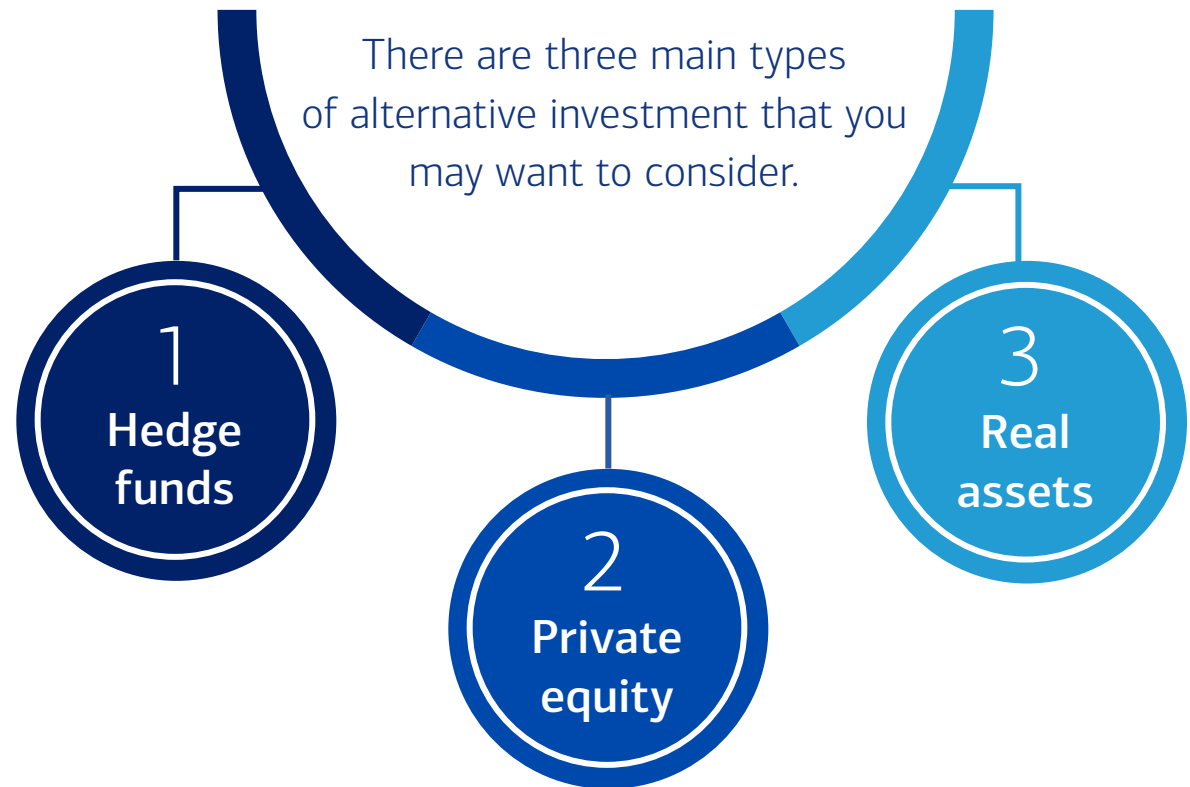 There are three main types
of alternative investment that you
may want to consider.
1
Hedge
funds
2
Private
equity
3
Real
assets